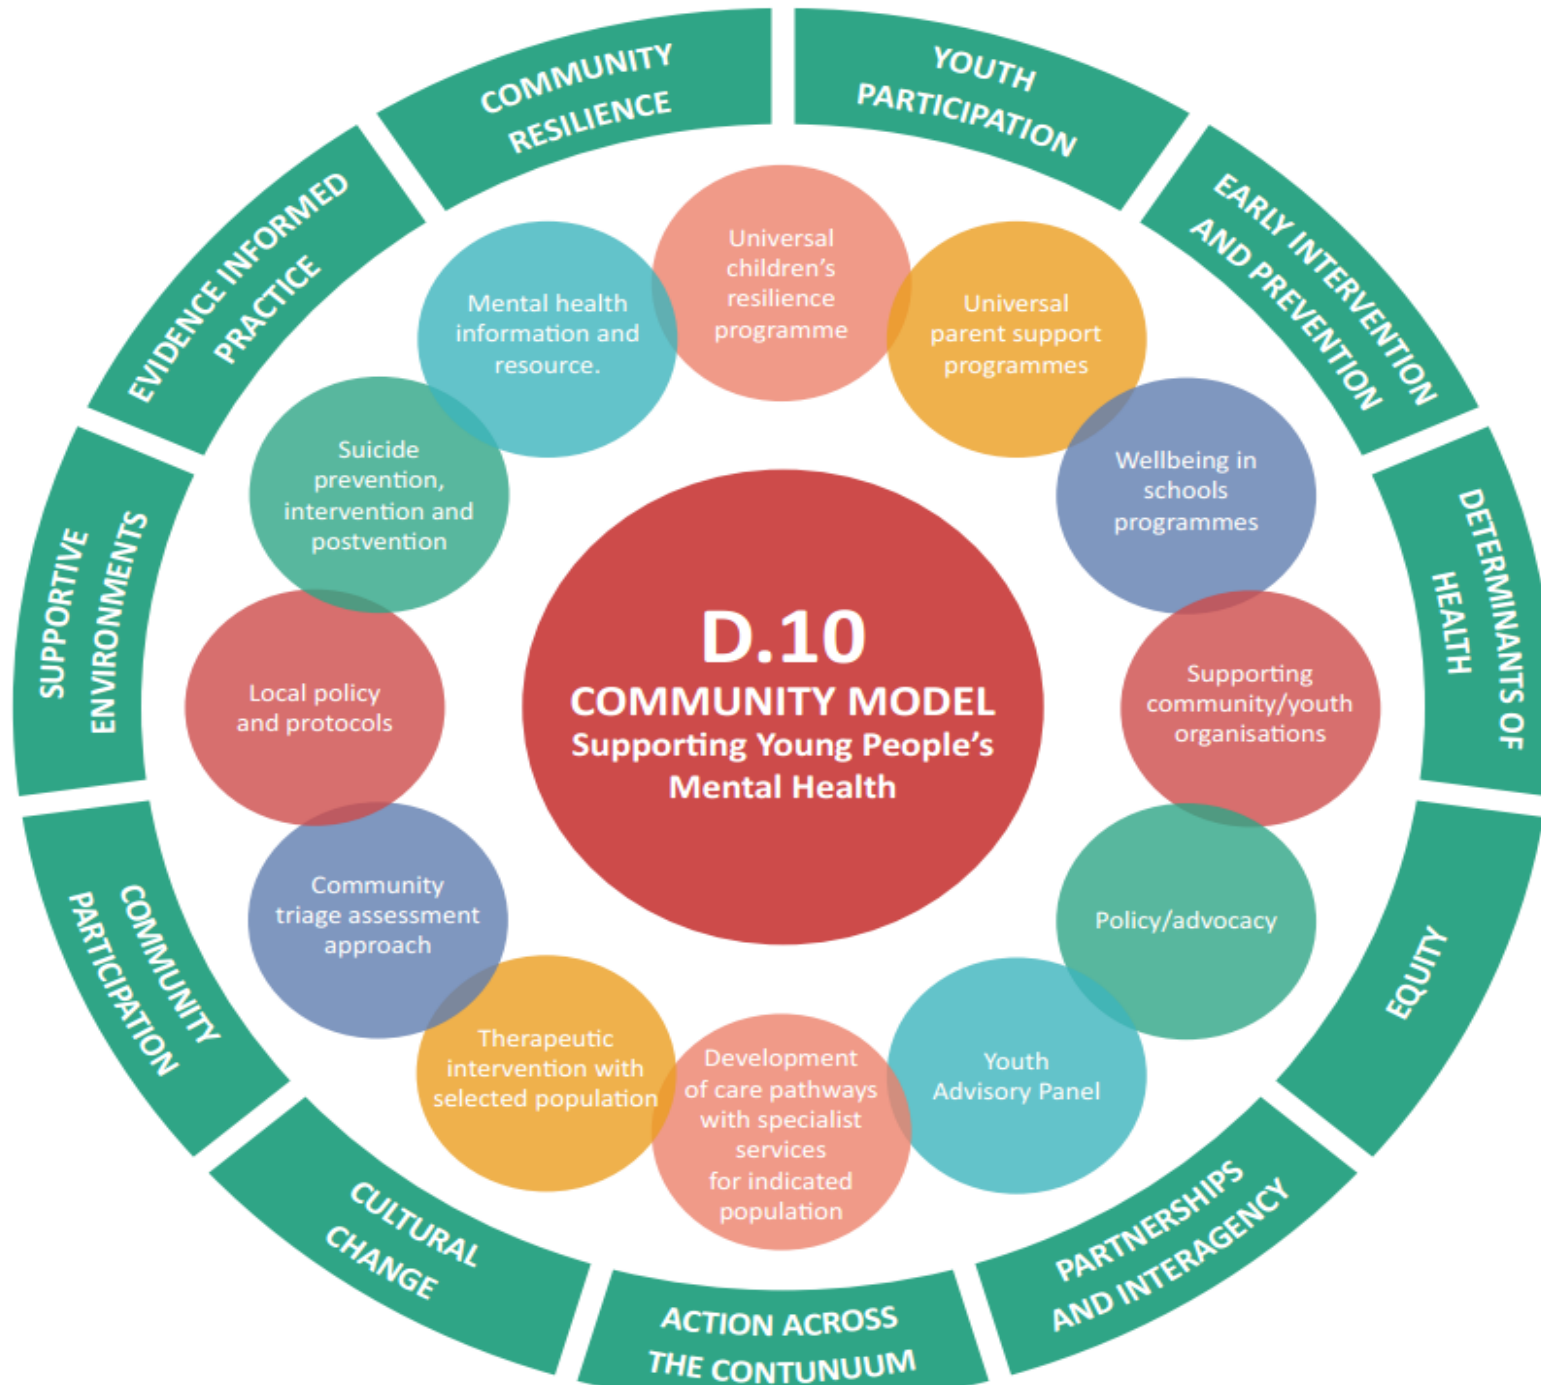 COMMUNITY
RESILIENCE
YOUTH
PARTICIPATION
EARLY INTERVENTION
AND PREVENTION
DETERMINANTS OF
HEALTH
EQUITY
PARTNERSHIPS
AND INTERAGENCY
ACTION ACROSS
THE CONTUNUUM
CULTURAL
CHANGE
COMMUNITY
PARTICIPATION
SUPPORTIVE
ENVIRONMENTS
EVIDENCE INFORMED
PRACTICE
Universal
children’s
resilience
programme
Universal
parent support
programmes
Wellbeing in
schools
programmes
Supporting
community/youth
organisations
Policy/advocacy
Youth
Advisory Panel
Development
of care pathways
with specialist
services
for indicated
population
Therapeutic
intervention with
selected population
Community
triage assessment
approach
Local policy
and protocols
Suicide
prevention,
intervention and
postvention
Mental health
information and
resource.
D.10
COMMUNITY MODEL
Supporting Young People’s
Mental Health